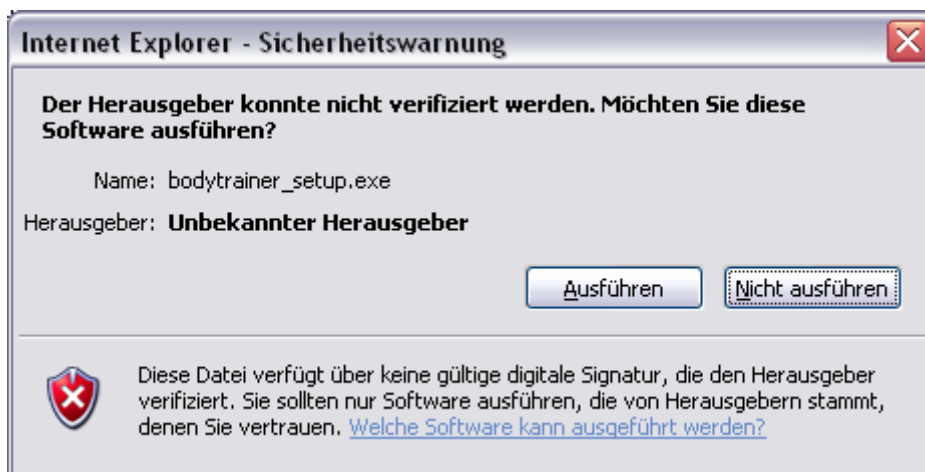 Internet Explorer - Sicherheitswarnung
Der Herausgeber konnte nicht verifiziert werden. Möchten Sie diese
Software ausführen?
Name: bodytrainer_setup.exe
Herausgeber: Unbekannter Herausgeber
Ausführen
Nicht ausführen
Diese Datei verfügt über keine gültige digitale Signatur, die den Herausgeber
verifiziert. Sie sollten nur Software ausführen, die von Herausgebern stammt,
denen Sie vertrauen. Welche Software kann ausgeführt werden?